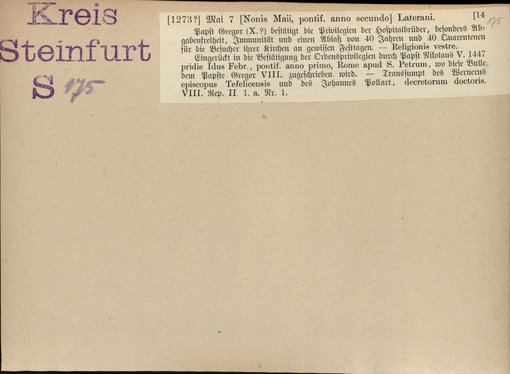 Kreis
Steinfurt
S 175
[1273?] Mai 7 [Nonis Maii, pontif. anno secundo] Laterani. [14
175
Papst Gregor (X.?) bestätigt die Privilegien der Hospitalbrüder, besonders Ab-
gabenfreiheit, Immunität und einen Ablaß von 40 Jahren und 40 Quarentenen
für die Besucher ihrer Kirchen an gewissen Festtagen. — Religionis vestre.
Eingerückt in die Bestätigung der Ordensprivilegien durch Papst Nikolaus V. 1447
pridie Idus Febr., pontif. anno primo, Rome apud S. Petrum, wo diese Bulle
dem Papste Gregor VIII. zugeschrieben wird. — Transsumpt des Wernerus
episcopus Tefelicensis und des Johannes Pollart, decretorum doctoris.
VIII. Rep. II. 1. a. Nr. 1.